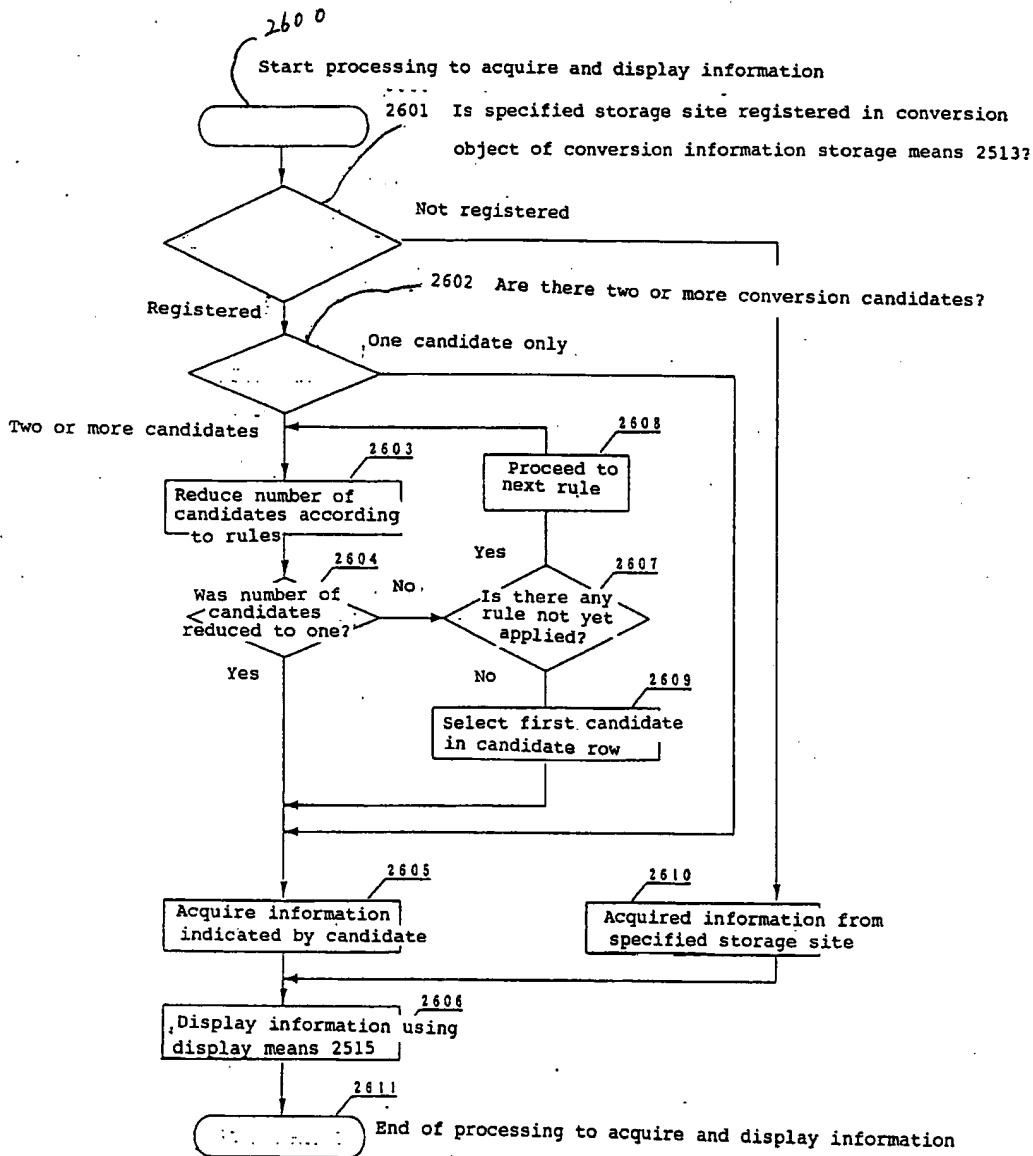 2600
Start processing to acquire and display information
2601 Is specified storage site registered in conversion
object of conversion information storage means 2513?
Not registered
2602 Are there two or more conversion candidates?
Registered
One candidate only
Two or more candidates
2608
2603
Proceed to
next rule
Reduce number of
candidates according
to rules
Yes
2604
2607
Was number of
candidates
reduced to one?
No
Is there any
rule not yet
applied?
Yes
No
2609
Select first candidate
in candidate row
2605
2610
Acquire information
indicated by candidate
Acquired information from
specified storage site
2606
Display information using
display means 2515
2611
End of processing to acquire and display information